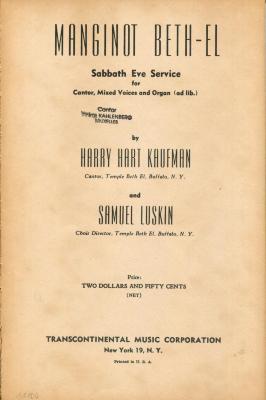 MANGINOT BETH-EL
Sabbath Eve Service
for
Cantor, Mixed Voices and Organ (ad lib.)
Cantor
KAHLENBERG
BRUXELLES
by
HARRY HART KAUFMAN
Cantor, Temple Beth El, Buffalo, N. Y.
and
SAMUEL LUSKIN
Choir Director, Temple Beth El, Buffalo, N. Y.
Price:
TWO DOLLARS AND FIFTY CENTS
(NET)
TRANSCONTINENTAL MUSIC CORPORATION
New York 19, N. Y.
Printed in U. S. A.